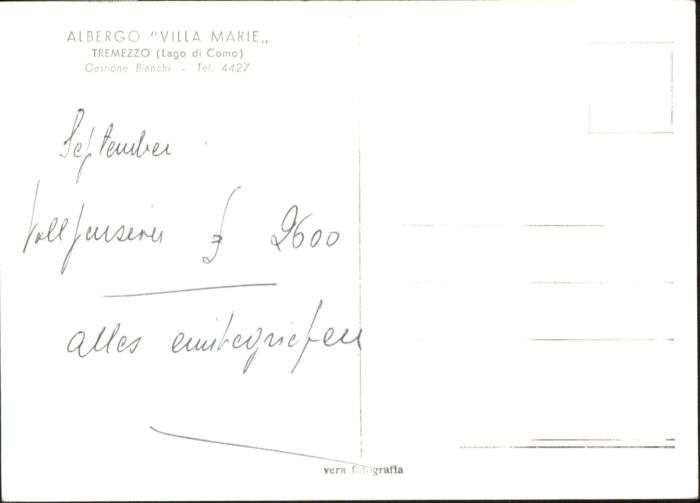 ALBERGO "VILLA MARIE„
TREMEZZO (Lago di Como)
Gestione Bianchi - Tel. 4427
September
Vollpension £ 2600
alles einbegriffen
vera fotografia